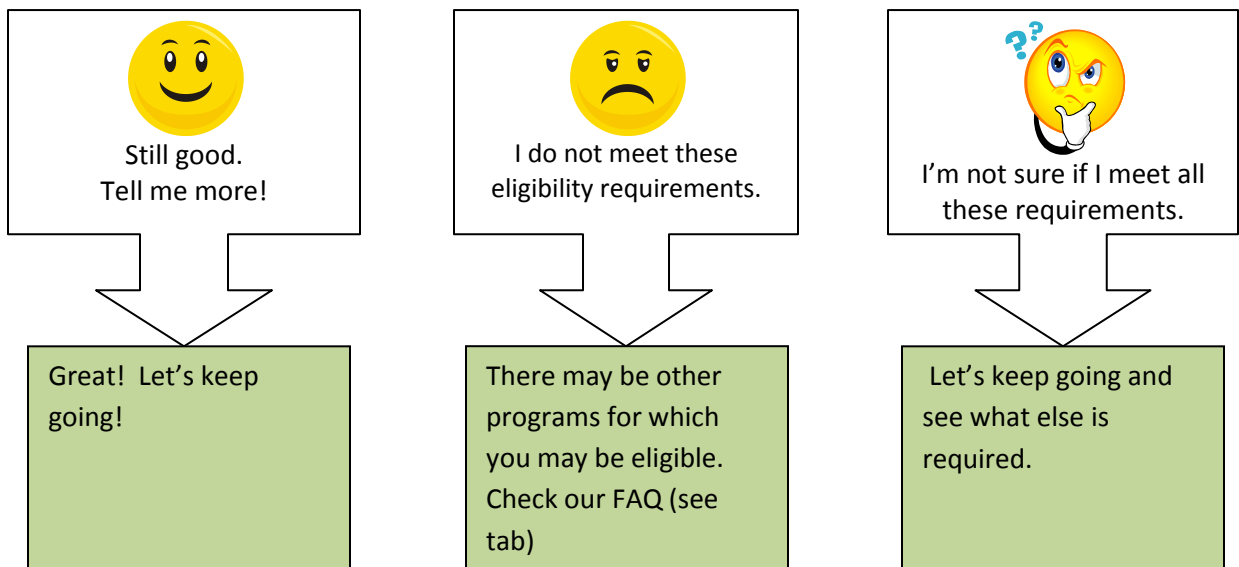 Still good.
Tell me more!
I do not meet these
eligibility requirements.
??
I’m not sure if I meet all
these requirements.
Great!  Let’s keep
going!
There may be other
programs for which
you may be eligible.
Check our FAQ (see
tab)
Let’s keep going and
see what else is
required.